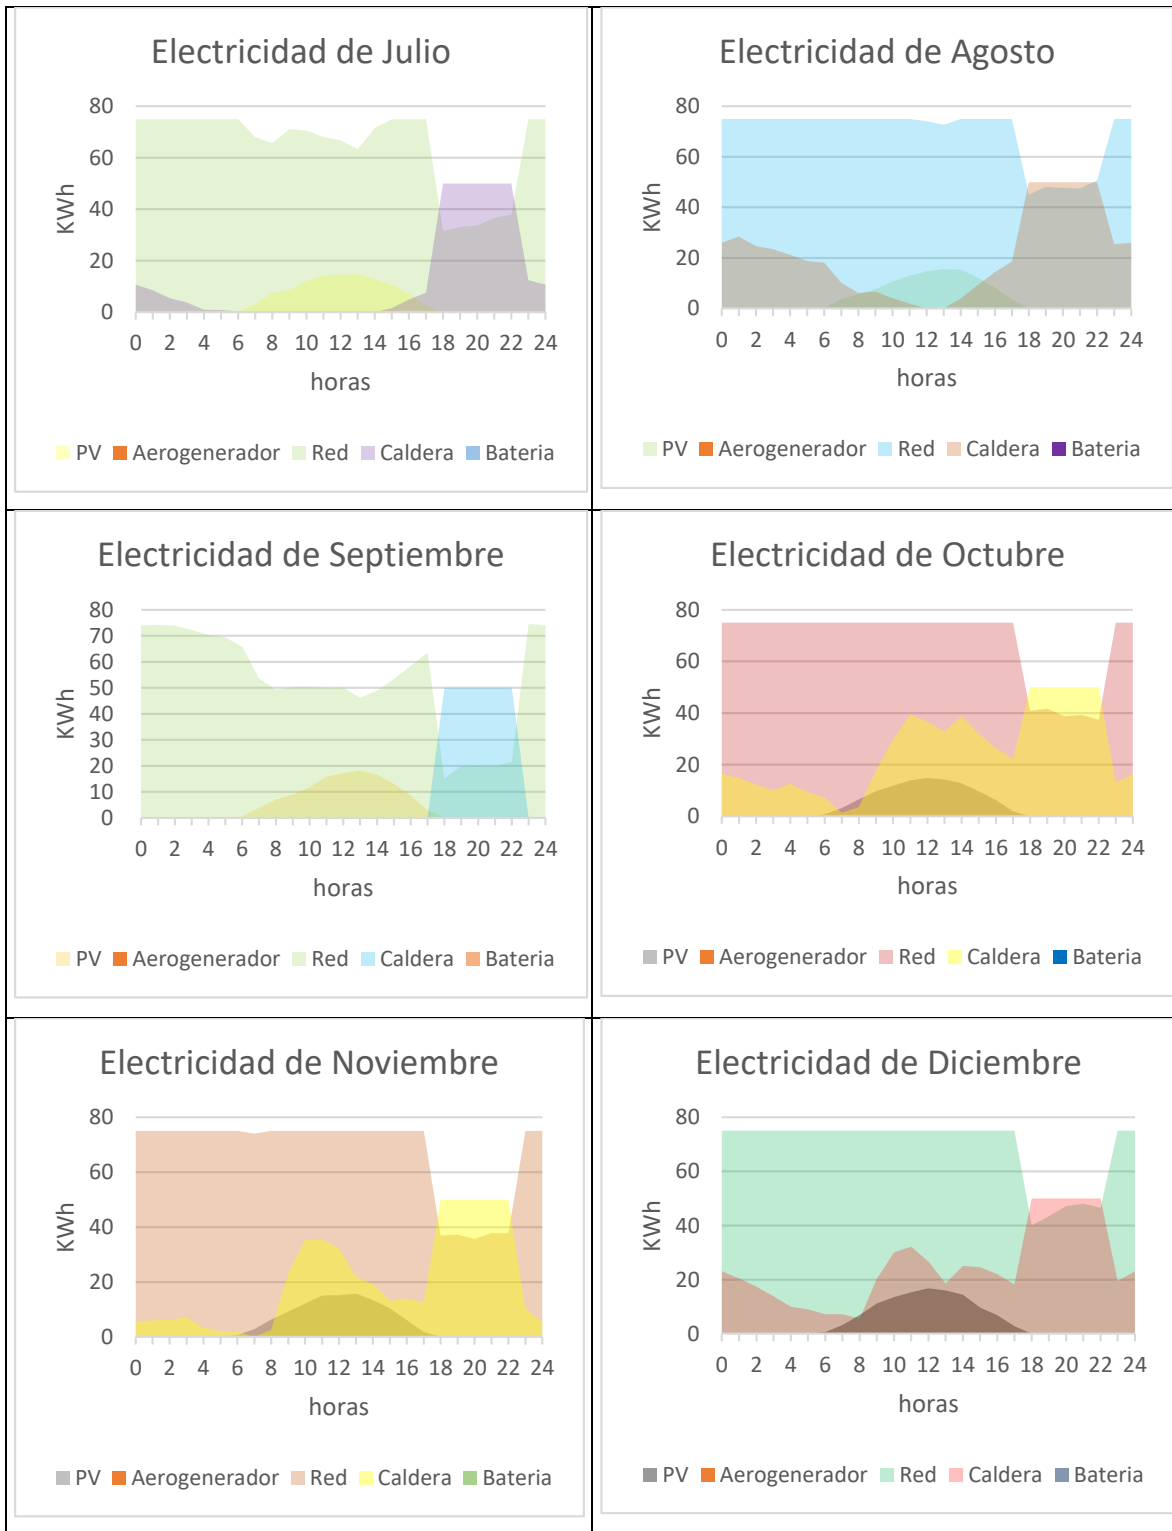 Electricidad de Julio
80
60
40
20
0
KWh
0 2 4 6 8 10 12 14 16 18 20 22 24
horas
PV Aerogenerador Red Caldera Bateria
Electricidad de Agosto
80
60
40
20
0
KWh
0 2 4 6 8 10 12 14 16 18 20 22 24
horas
PV Aerogenerador Red Caldera Bateria
Electricidad de Septiembre
80
70
60
50
40
30
20
10
0
KWh
0 2 4 6 8 10 12 14 16 18 20 22 24
horas
PV Aerogenerador Red Caldera Bateria
Electricidad de Octubre
80
60
40
20
0
KWh
0 2 4 6 8 10 12 14 16 18 20 22 24
horas
PV Aerogenerador Red Caldera Bateria
Electricidad de Noviembre
80
60
40
20
0
KWh
0 2 4 6 8 10 12 14 16 18 20 22 24
horas
PV Aerogenerador Red Caldera Bateria
Electricidad de Diciembre
80
60
40
20
0
KWh
0 2 4 6 8 10 12 14 16 18 20 22 24
horas
PV Aerogenerador Red Caldera Bateria